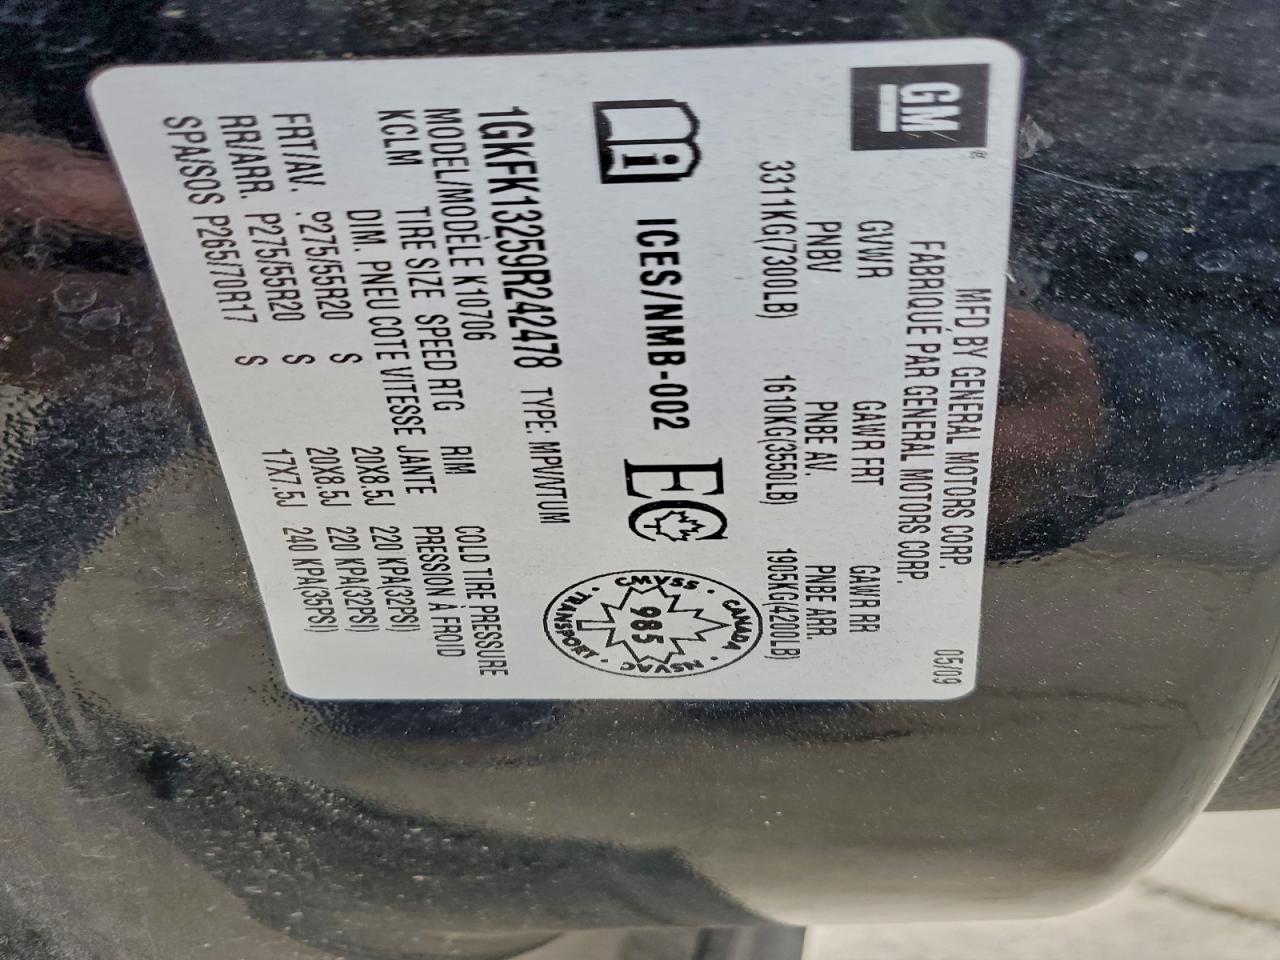 GM ®
MFD BY GENERAL MOTORS CORP. 05/09
FABRIQUÉ PAR GENERAL MOTORS CORP.
GVWR GAWR FRT GAWR RR
PNBV PNBE AV. PNBE ARR.
3311KG(7300LB) 1610KG(3550LB) 1905KG(4200LB)
i ICES/NMB-002 EC
CMVSS · CANADA · NSVAC · TRANSPORT ·
985
1GKFK13259R242478 TYPE: MPV/VTUM
MODEL/MODÈLE K10706 COLD TIRE PRESSURE
KCLM TIRE SIZE SPEED RTG RIM PRESSION À FROID
DIM. PNEU COTE VITESSE JANTE
FRT/AV. P275/55R20 S 20X8.5J 220 KPA(32PSI)
RR/ARR. P275/55R20 S 20X8.5J 220 KPA(32PSI)
SPA/SOS P265/70R17 S 17X7.5J 240 KPA(35PSI)